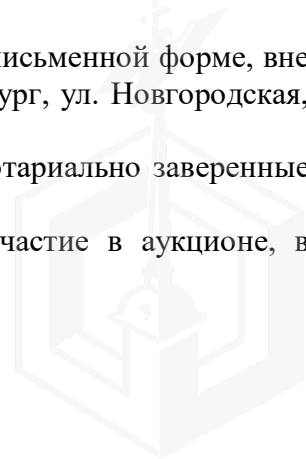 письменной форме, вне
ург, ул. Новгородская,
отариально заверенные
частие в аукционе, в